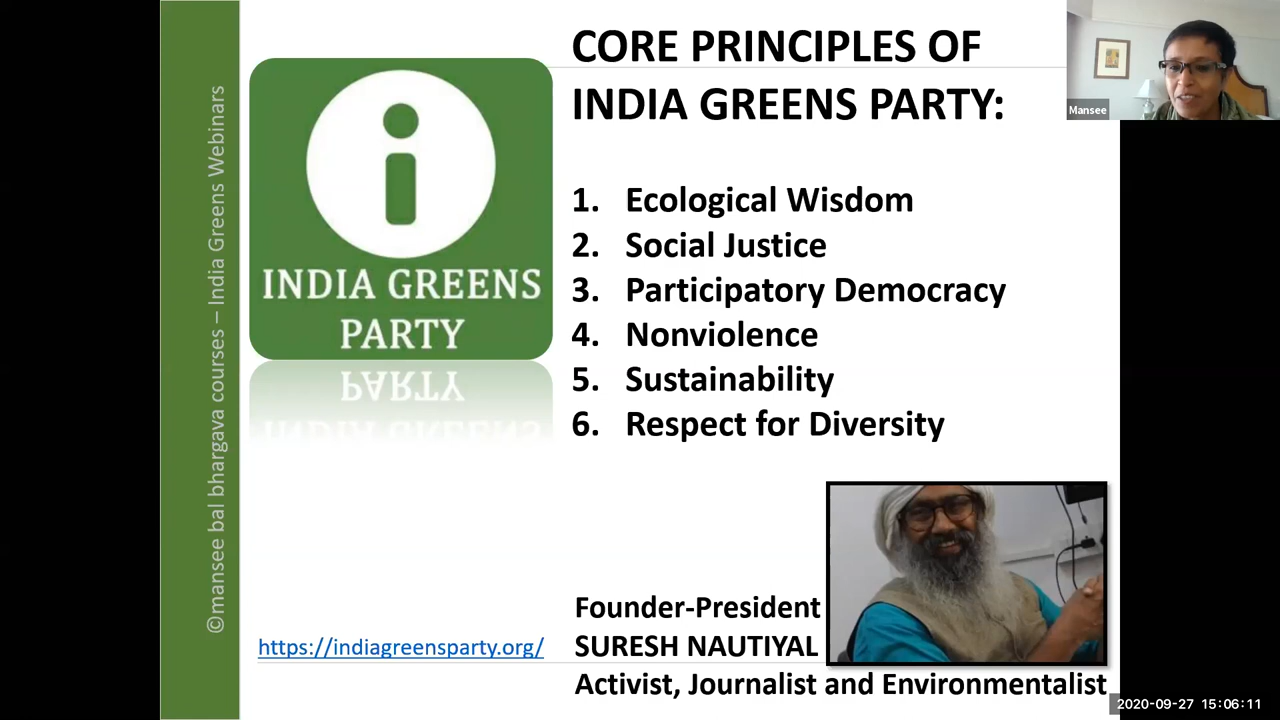 ©mansee bal bhargava courses – India Greens Webinars
INDIA GREENS
PARTY
CORE PRINCIPLES OF
INDIA GREENS PARTY:
1. Ecological Wisdom
2. Social Justice
3. Participatory Democracy
4. Nonviolence
5. Sustainability
6. Respect for Diversity
https://indiagreensparty.org/
Founder-President
SURESH NAUTIYAL
Activist, Journalist and Environmentalist
Mansee
2020-09-27 15:06:11